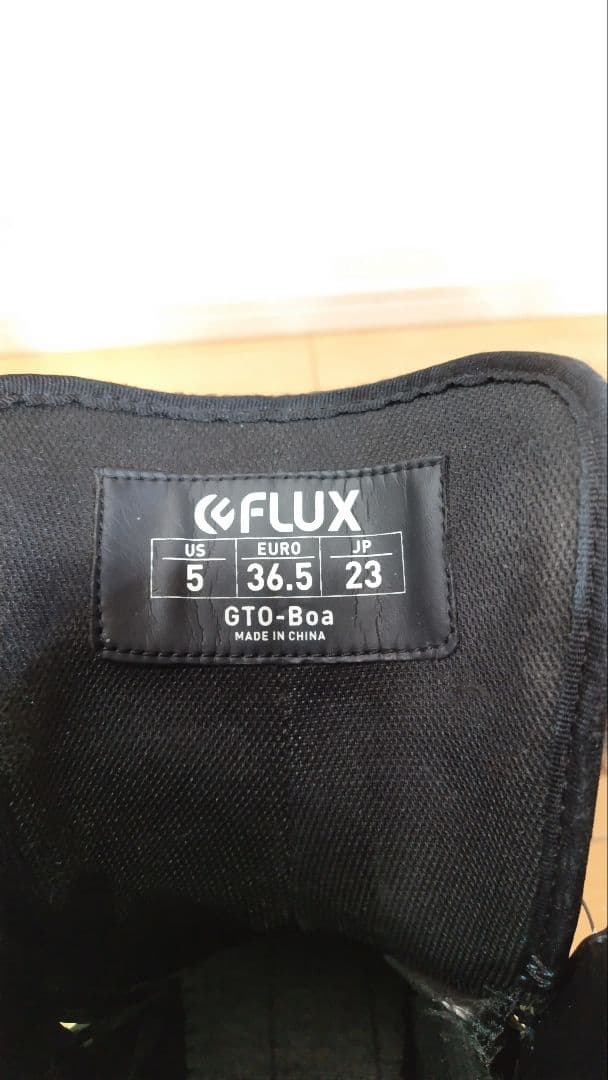 FLUX
US EURO JP
5 36.5 23
GTO-Boa
MADE IN CHINA